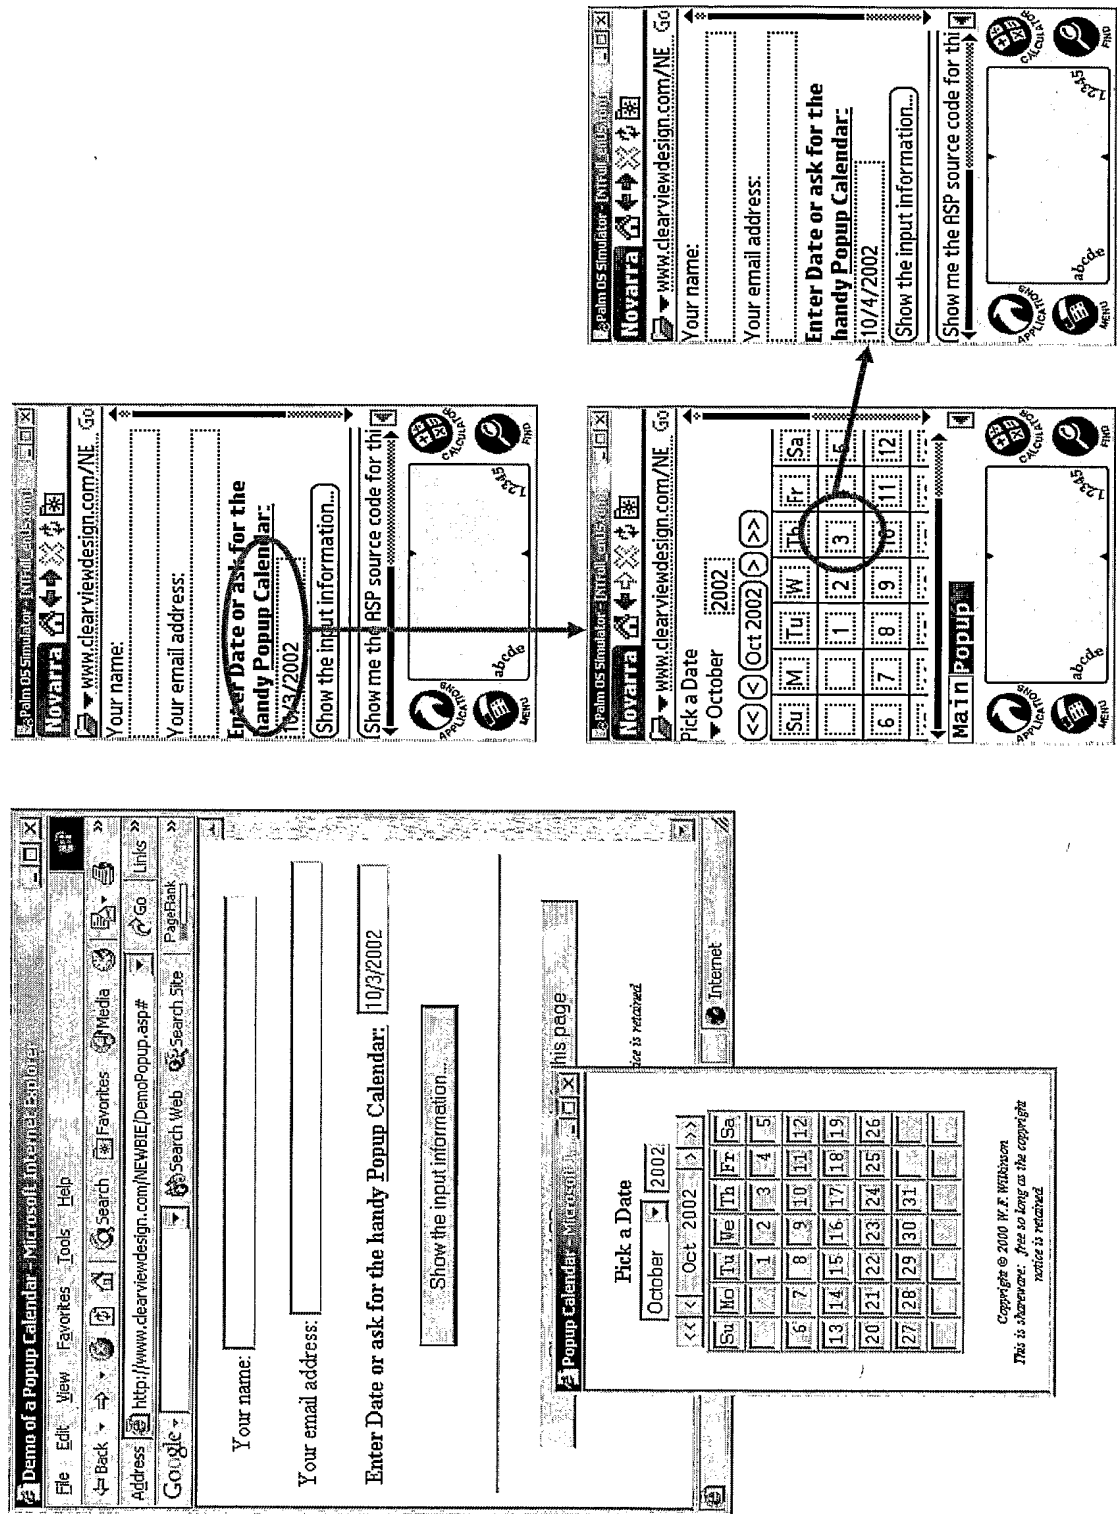 Demo of a Popup Calendar - Microsoft Internet Explorer
File Edit View Favorites Tools Help
Back Search Favorites Media
Address http://www.clearviewdesign.com/NEWBIE/DemoPopup.asp# Go Links
Google Search Web Search Site PageRank
Your name:
Your email address:
Enter Date or ask for the handy Popup Calendar: 10/3/2002
Show the input information...
his page
tice is retained
Internet
Popup Calendar - Microsoft I...
Pick a Date
October 2002
<< < Oct 2002 > >>
Su Mo Tu We Th Fr Sa
1 2 3 4 5
6 7 8 9 10 11 12
13 14 15 16 17 18 19
20 21 22 23 24 25 26
27 28 29 30 31
Copyright © 2000 W. F. Wilkinson
This is shareware: free so long as the copyright
notice is retained
Palm OS Simulator -
Novarra
www.clearviewdesign.com/NE... Go
Your name:
Your email address:
Enter Date or ask for the
handy Popup Calendar:
10/3/2002
Show the input information...
Show me the ASP source code for thi
APPLICATIONS
MENU
abcde
12345
CALCULATOR
FIND
Palm OS Simulator -
Novarra
www.clearviewdesign.com/NE... Go
Pick a Date
October 2002
<< < Oct 2002 > >>
Su M Tu W Th Fr Sa
1 2 3 5
6 7 8 9 10 11 12
Main Popup
APPLICATIONS
MENU
abcde
12345
CALCULATOR
FIND
Palm OS Simulator -
Novarra
www.clearviewdesign.com/NE... Go
Your name:
Your email address:
Enter Date or ask for the
handy Popup Calendar:
10/4/2002
Show the input information...
Show me the ASP source code for thi
APPLICATIONS
MENU
abcde
12345
CALCULATOR
FIND